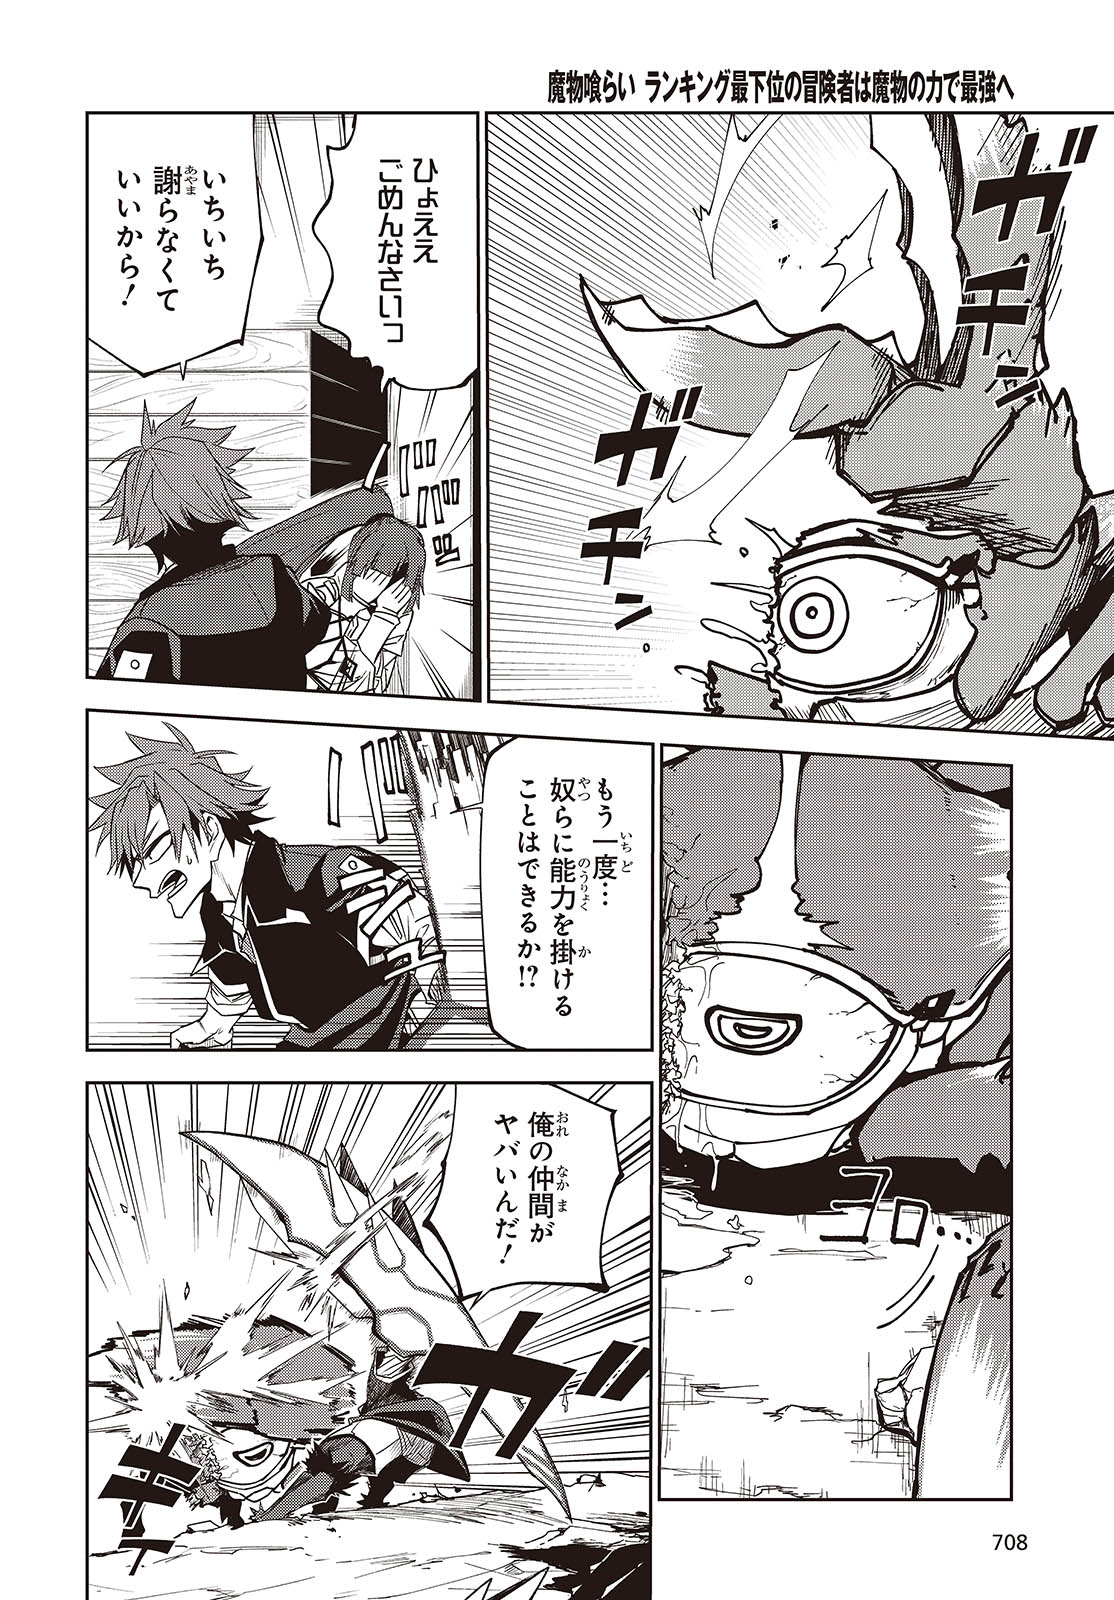 魔物喰らい ランキング最下位の冒険者は魔物の力で最強へ
ガキン
ガギン
ひょええ
ごめんなさいっ
いちいち
謝らなくて
いいから！
もう一度…
奴らに能力を掛ける
ことはできるか!?
コロ…
俺の仲間が
ヤバいんだ！
ガッ
708